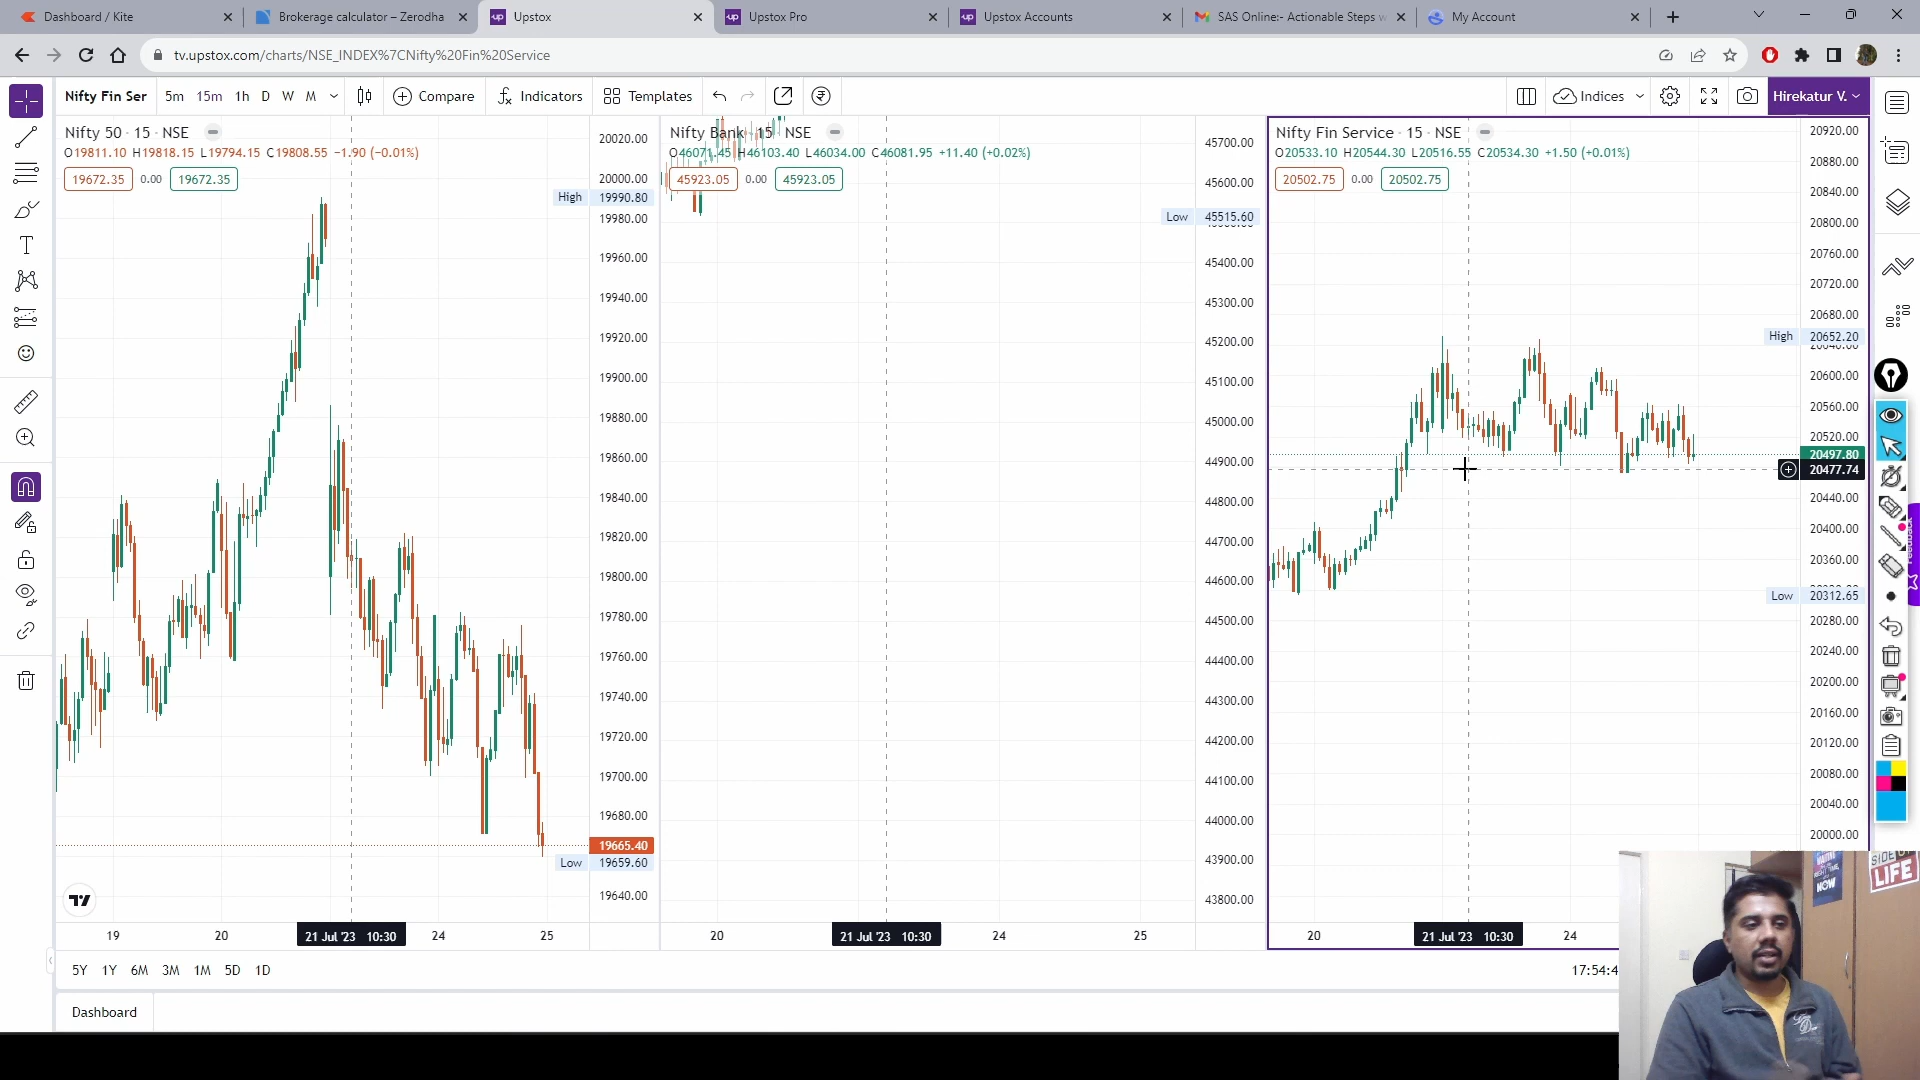 Dashboard / Kite
Brokerage calculator – Zerodha
Upstox
Upstox Pro
Upstox Accounts
SAS Online:- Actionable Steps w
My Account
tv.upstox.com/charts/NSE_INDEX%7CNifty%20Fin%20Service
Nifty Fin Ser 5m 15m 1h D W M Compare Indicators Templates
Indices
Hirekatur V.
Nifty 50 · 15 · NSE
O19811.10 H19818.15 L19794.15 C19808.55 −1.90 (−0.01%)
19672.35 0.00 19672.35
20020.00
20000.00
High 19990.80
19980.00
19960.00
19940.00
19920.00
19900.00
19880.00
19860.00
19840.00
19820.00
19800.00
19780.00
19760.00
19740.00
19720.00
19700.00
19680.00
19665.40
Low 19659.60
19640.00
19 20 21 Jul '23 10:30 24 25
Nifty Bank · 15 · NSE
O46071.45 H46103.40 L46034.00 C46081.95 +11.40 (+0.02%)
45923.05 0.00 45923.05
45700.00
45600.00
Low 45515.60
45400.00
45300.00
45200.00
45100.00
45000.00
44900.00
44800.00
44700.00
44600.00
44500.00
44400.00
44300.00
44200.00
44100.00
44000.00
43900.00
43800.00
20 21 Jul '23 10:30 24 25
Nifty Fin Service · 15 · NSE
O20533.10 H20544.30 L20516.55 C20534.30 +1.50 (+0.01%)
20502.75 0.00 20502.75
20920.00
20880.00
20840.00
20800.00
20760.00
20720.00
20680.00
High 20652.20
20640.00
20600.00
20560.00
20520.00
20497.80
20477.74
20440.00
20400.00
20360.00
Low 20312.65
20280.00
20240.00
20200.00
20160.00
20120.00
20080.00
20040.00
20000.00
20 21 Jul '23 10:30 24
Feedback
5Y 1Y 6M 3M 1M 5D 1D
17:54:4
Dashboard
NOW
SIDE OF
LIFE